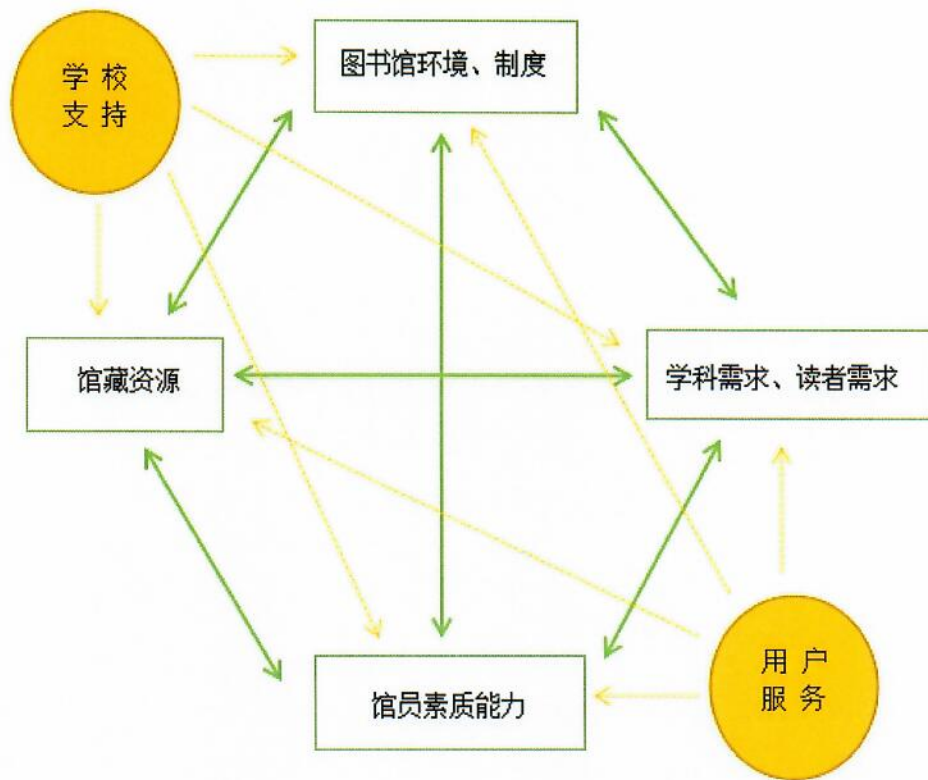 学 校
支 持
图书馆环境、制度
馆藏资源
学科需求、读者需求
馆员素质能力
用 户
服 务